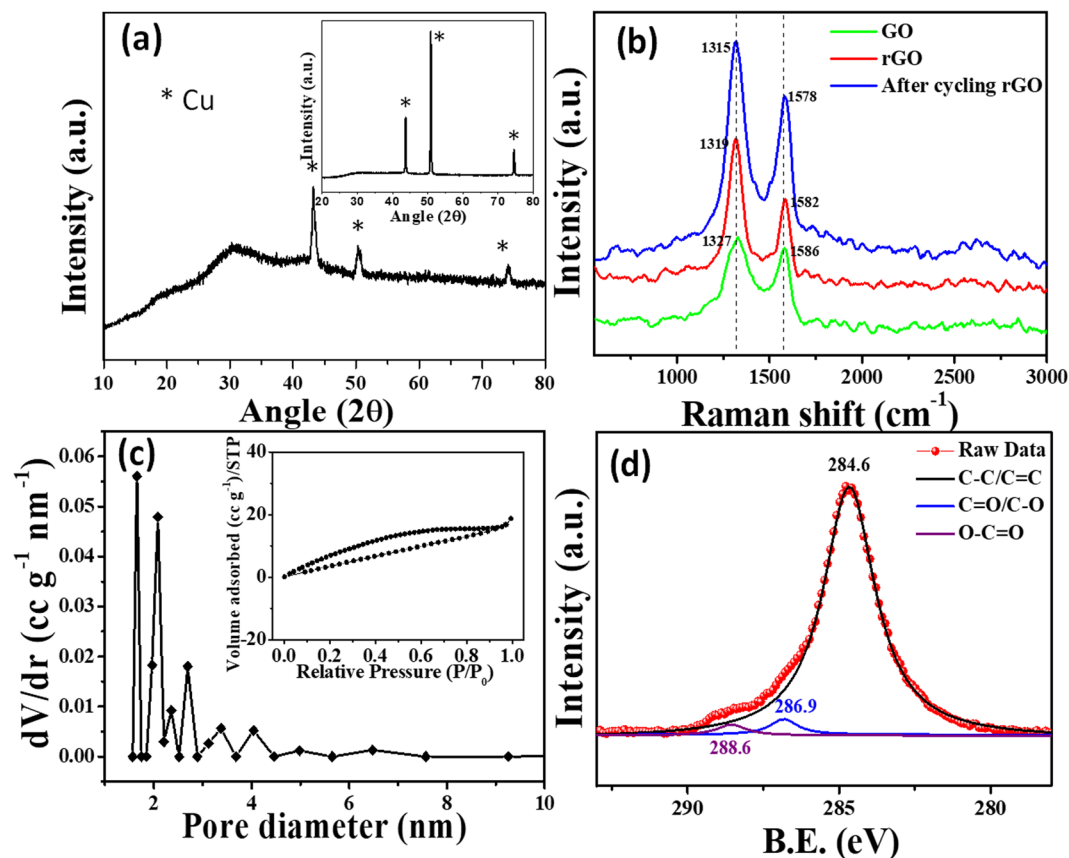 (a)
* Cu
Intensity (a.u.)
Angle (2θ)
10 20 30 40 50 60 70 80
* * *
Intensity (a.u.)
Angle (2θ)
20 30 40 50 60 70 80
* * *
(b)
GO
rGO
After cycling rGO
1315
1578
1319
1582
1327
1586
Intensity (a.u.)
1000 1500 2000 2500 3000
Raman shift (cm-1)
(c)
dV/dr (cc g-1 nm-1)
0.06
0.05
0.04
0.03
0.02
0.01
0.00
2 4 6 8 10
Pore diameter (nm)
Volume adsorbed (cc g-1)/STP
40
20
0
-20
0.0 0.2 0.4 0.6 0.8 1.0
Relative Pressure (P/P0)
(d)
Raw Data
C-C/C=C
C=O/C-O
O-C=O
284.6
286.9
288.6
Intensity (a.u.)
290 285 280
B.E. (eV)